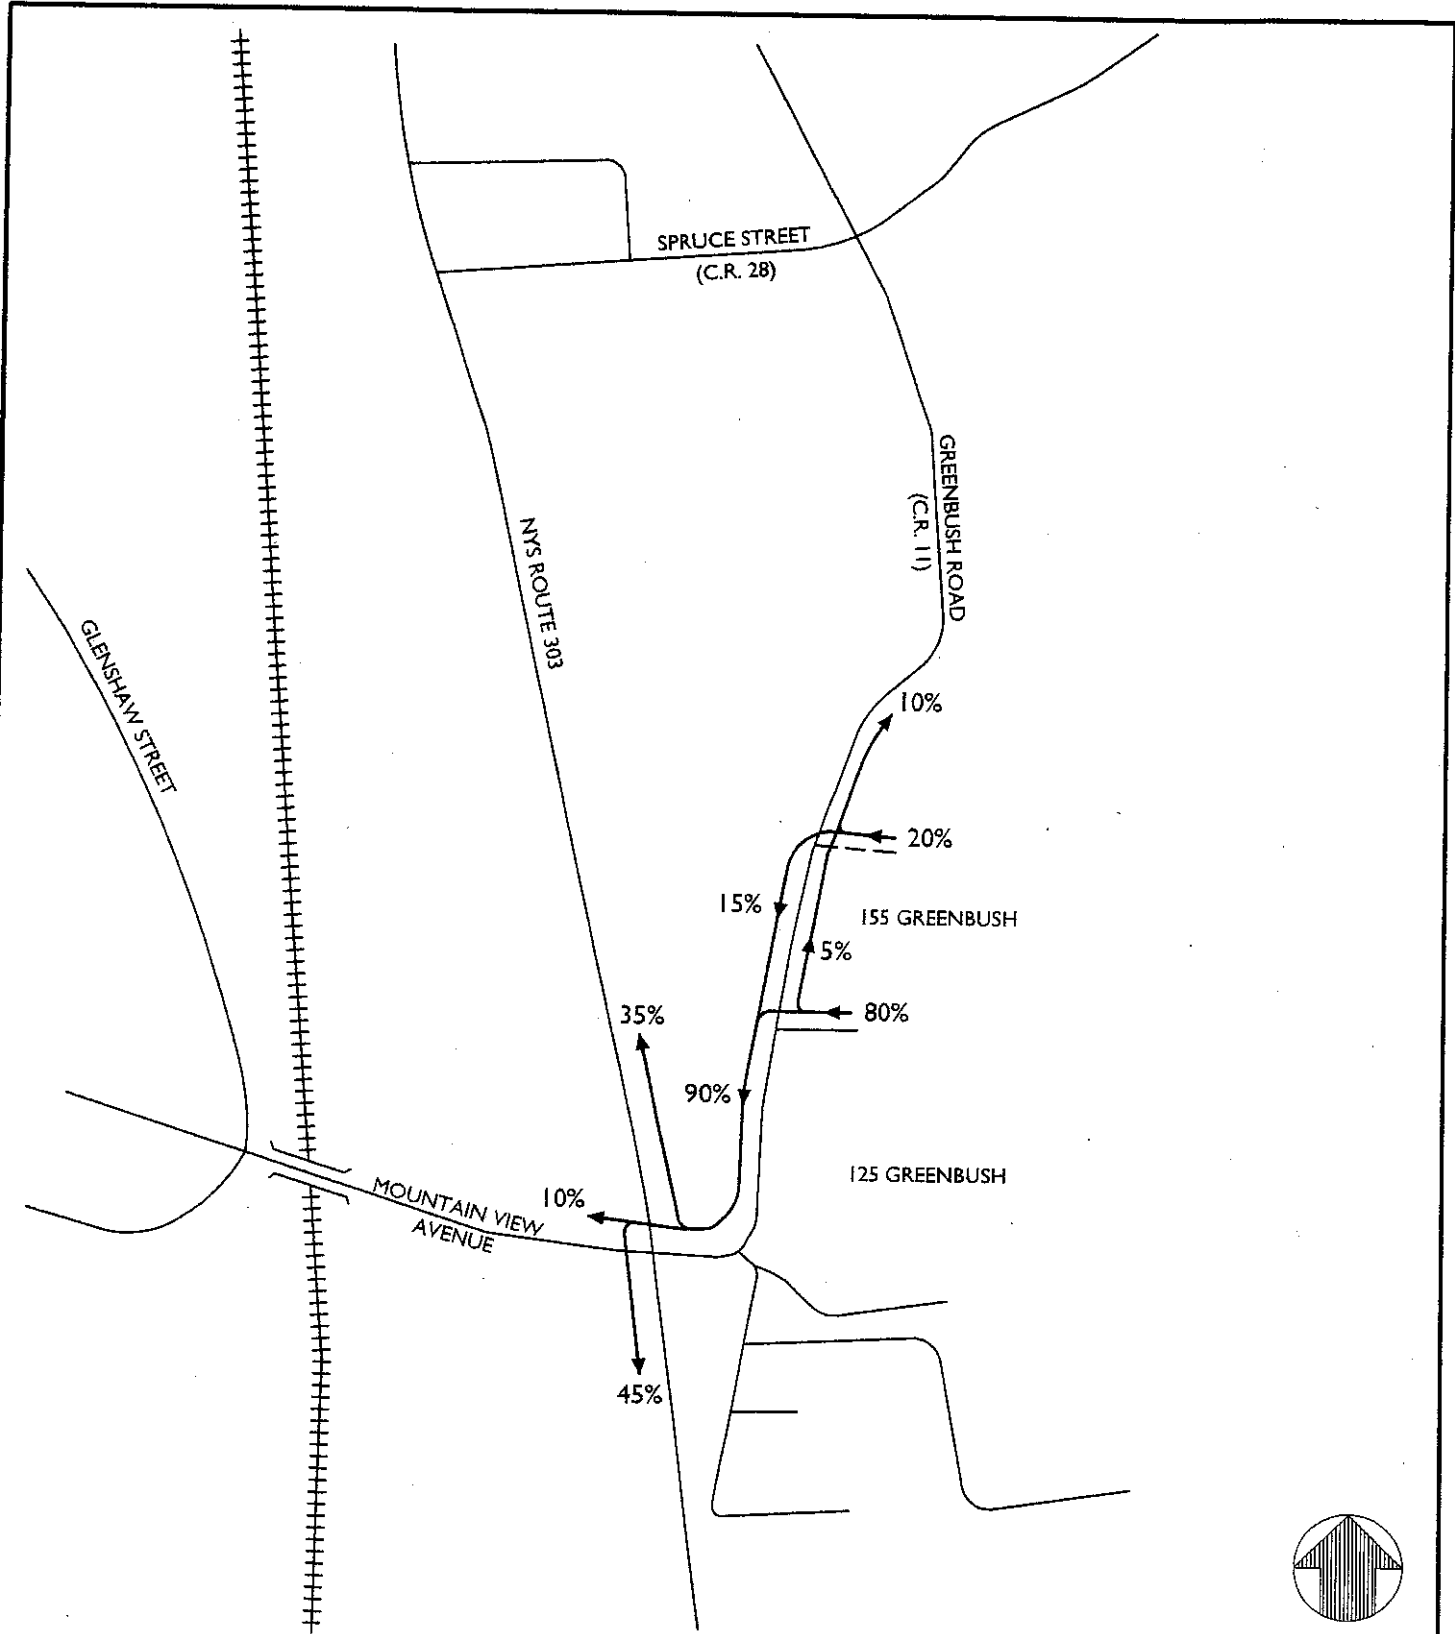 SPRUCE STREET
(C.R. 28)
GREENBUSH ROAD
(C.R. 11)
NYS ROUTE 303
GLENSHAW STREET
10%
20%
15%
155 GREENBUSH
5%
35%
80%
90%
125 GREENBUSH
10%
MOUNTAIN VIEW
AVENUE
45%